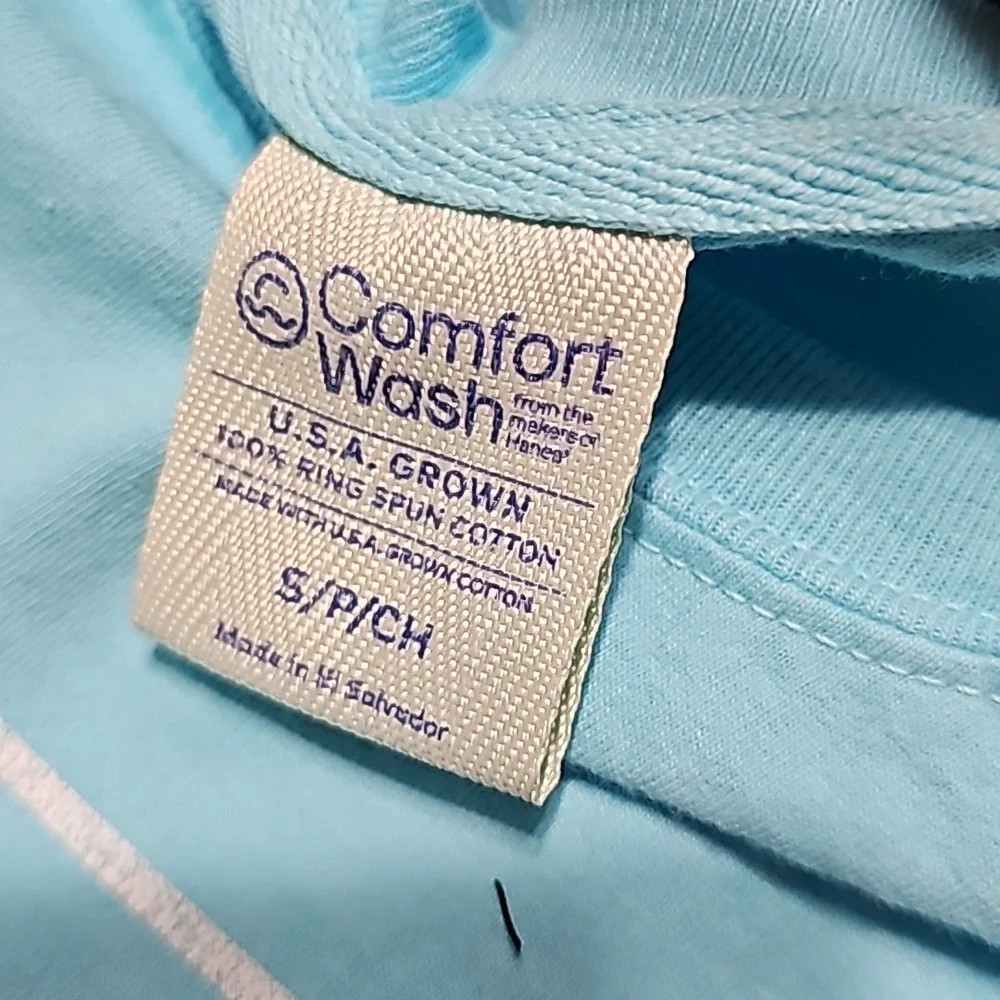 Comfort
Wash
from the
makers of
Hanes®
U.S.A. GROWN
100% RING SPUN COTTON
MADE WITH U.S.A. GROWN COTTON
S/P/CH
Made in El Salvador